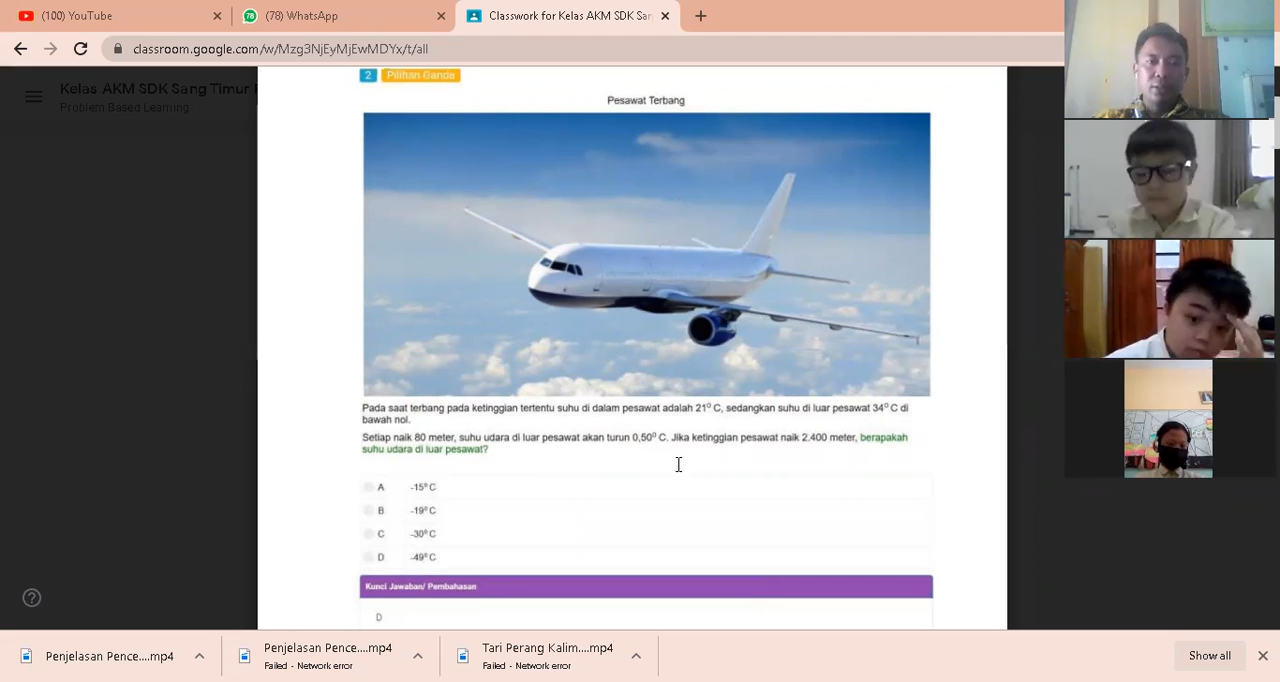 (100) YouTube
(78) WhatsApp
Classwork for Kelas AKM SDK Sang
classroom.google.com/w/Mzg3NjEyMjEwMDYx/t/all
Kelas AKM SDK Sang Timur
Problem Based Learning
2 Pilihan Ganda
Pesawat Terbang
Pada saat terbang pada ketinggian tertentu suhu di dalam pesawat adalah 21⁰ C, sedangkan suhu di luar pesawat 34⁰ C di
bawah nol.
Setiap naik 80 meter, suhu udara di luar pesawat akan turun 0,50⁰ C. Jika ketinggian pesawat naik 2.400 meter, berapakah
suhu udara di luar pesawat?
A -15⁰ C
B -19⁰ C
C -30⁰ C
D -49⁰ C
Kunci Jawaban/ Pembahasan
D
Penjelasan Pence....mp4
Penjelasan Pence....mp4
Failed - Network error
Tari Perang Kalim....mp4
Failed - Network error
Show all